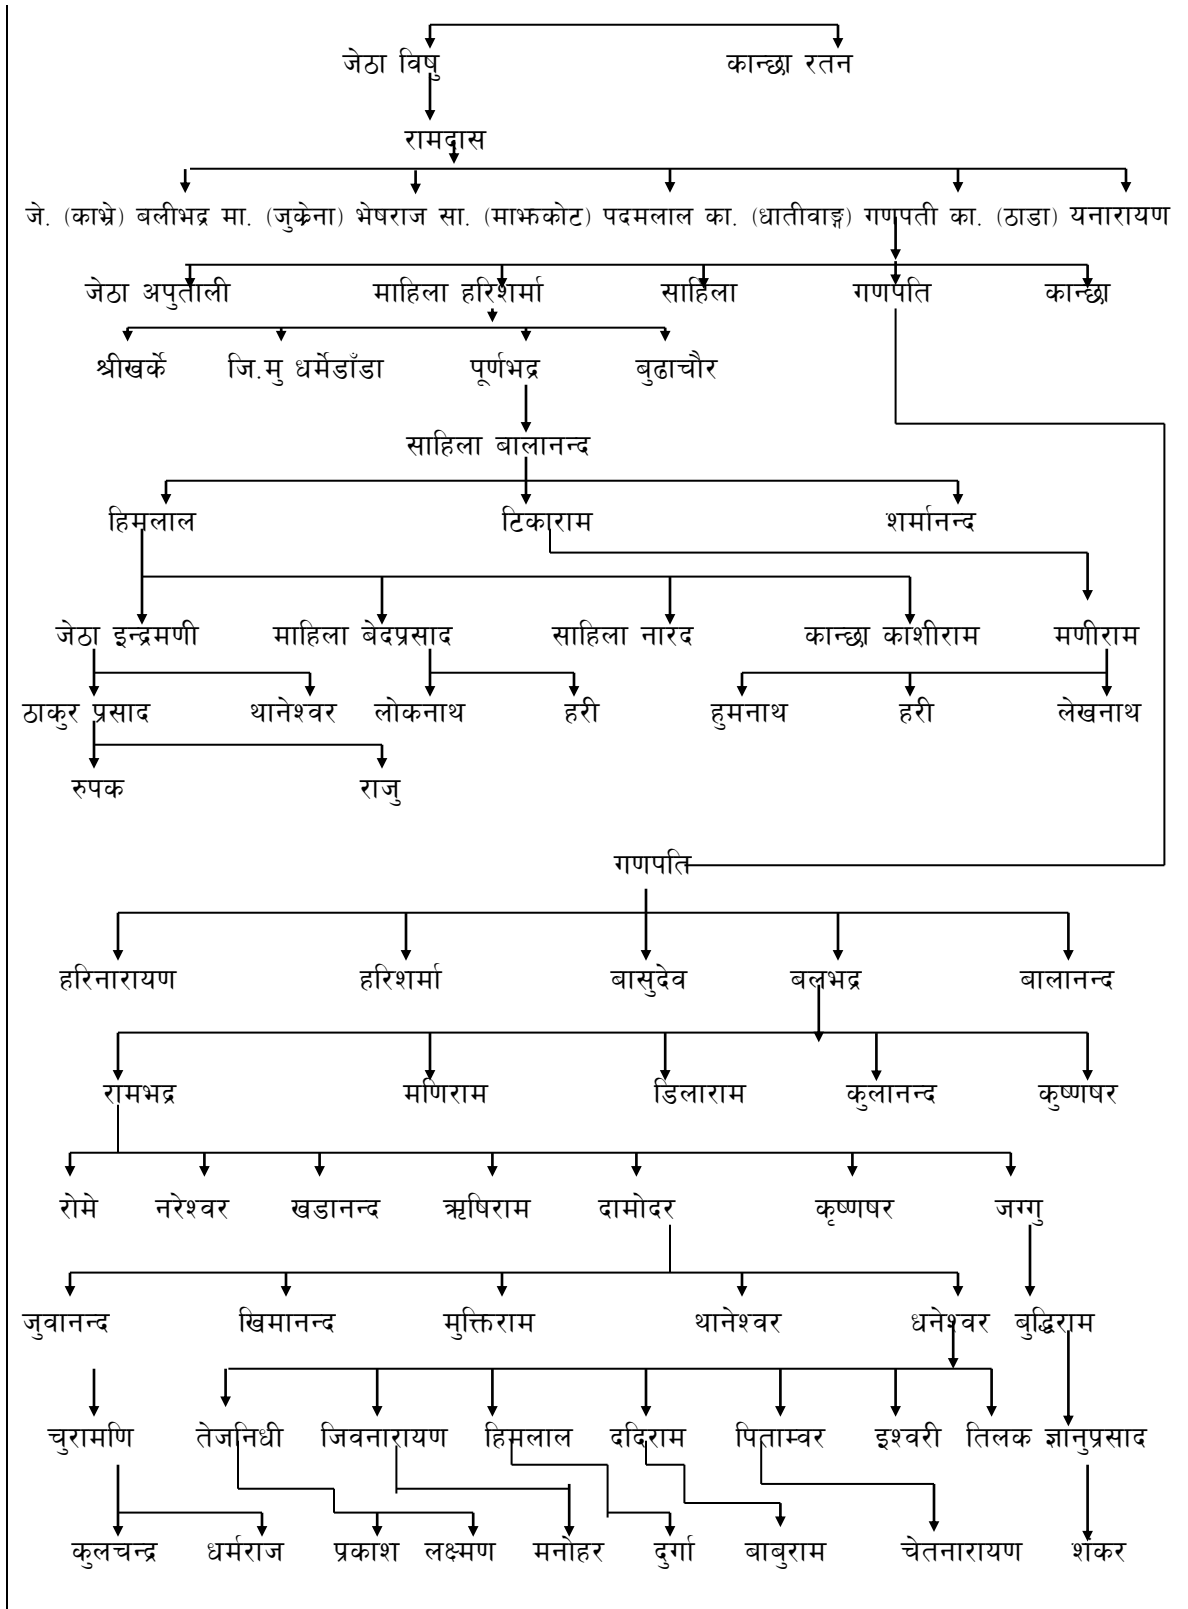 जेठा विषु कान्छा रतन
रामदास
जे. (काभ्रे) बलीभद्र मा. (जुक्रेना) भेषराज सा. (माझकोट) पदमलाल का. (धातीवाङ्ग) गणपती का. (ठाडा) यनारायण
जेठा अपुताली माहिला हरिशर्मा साहिला गणपति कान्छा
श्रीखर्के जि.मु धर्मेडाँडा पूर्णभद्र बुढाचौर
साहिला बालानन्द
हिमलाल टिकाराम शर्मानन्द
जेठा इन्द्रमणी माहिला बेदप्रसाद साहिला नारद कान्छा काशीराम मणीराम
ठाकुर प्रसाद थानेश्वर लोकनाथ हरी हुमनाथ हरी लेखनाथ
रुपक राजु
गणपति
हरिनारायण हरिशर्मा बासुदेव बलभद्र बालानन्द
रामभद्र मणिराम डिलाराम कुलानन्द कुष्णषर
रोमे नरेश्वर खडानन्द ऋषिराम दामोदर कृष्णषर जग्गु
जुवानन्द खिमानन्द मुक्तिराम थानेश्वर धनेश्वर बुद्धिराम
चुरामणि तेजनिधी जिवनारायण हिमलाल ददिराम पिताम्वर इश्वरी तिलक ज्ञानुप्रसाद
कुलचन्द्र धर्मराज प्रकाश लक्ष्मण मनोहर दुर्गा बाबुराम चेतनारायण शंकर